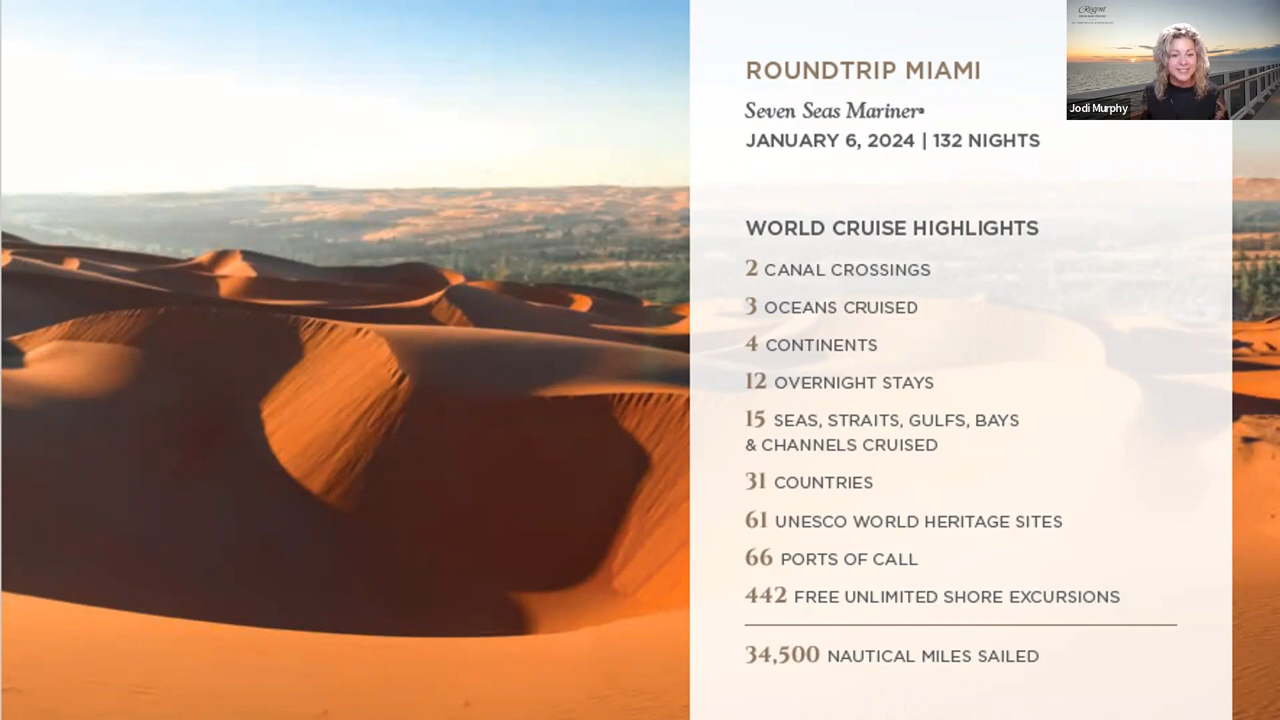 ROUNDTRIP MIAMI
Seven Seas Mariner®
JANUARY 6, 2024 | 132 NIGHTS
WORLD CRUISE HIGHLIGHTS
2 CANAL CROSSINGS
3 OCEANS CRUISED
4 CONTINENTS
12 OVERNIGHT STAYS
15 SEAS, STRAITS, GULFS, BAYS
& CHANNELS CRUISED
31 COUNTRIES
61 UNESCO WORLD HERITAGE SITES
66 PORTS OF CALL
442 FREE UNLIMITED SHORE EXCURSIONS
34,500 NAUTICAL MILES SAILED
Regent
Jodi Murphy